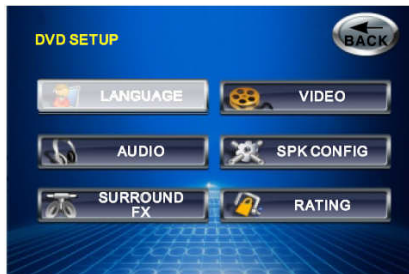 DVD SETUP
BACK
LANGUAGE
VIDEO
AUDIO
SPK CONFIG
SURROUND
FX
RATING